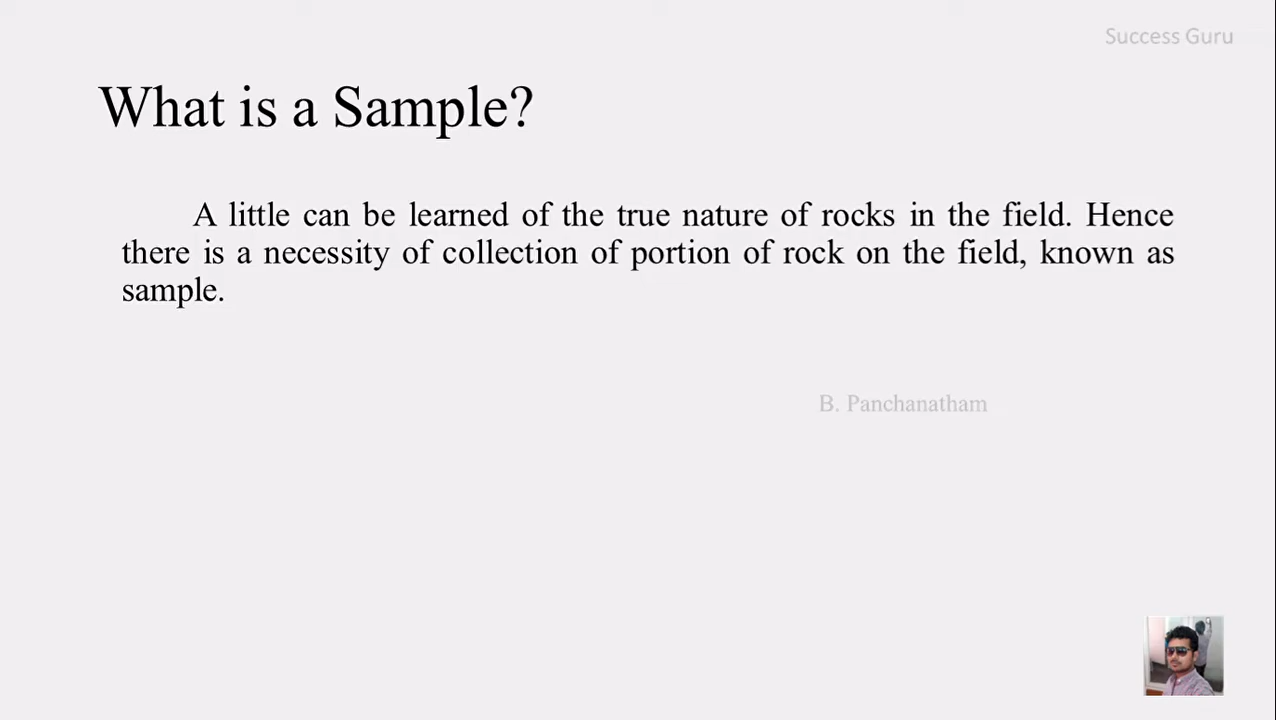 Success Guru
What is a Sample?
A little can be learned of the true nature of rocks in the field. Hence
there is a necessity of collection of portion of rock on the field, known as
sample.
B. Panchanatham